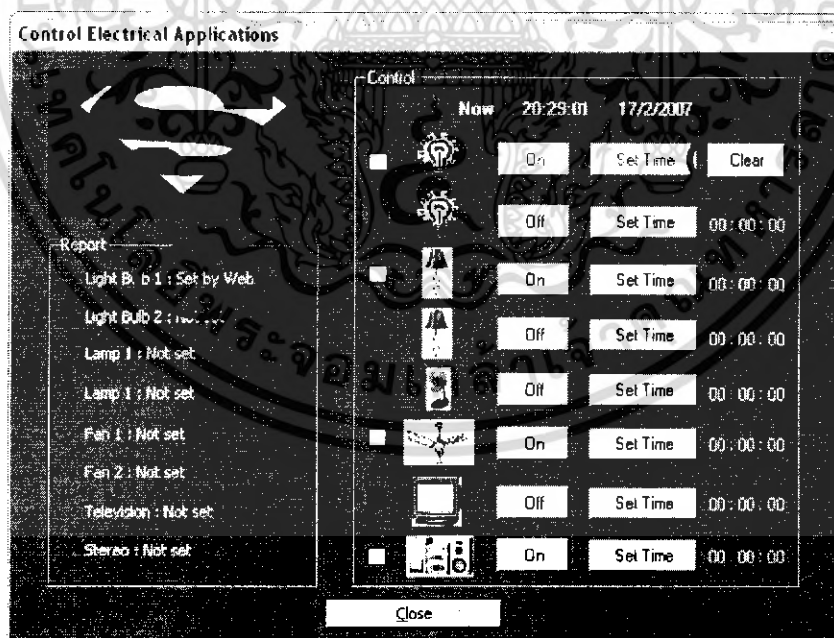 Control Electrical Applications
Control
Now 20:29:01 17/2/2007
On Set Time Clear
Off Set Time 00:00:00
On Set Time 00:00:00
Off Set Time 00:00:00
Off Set Time 00:00:00
On Set Time 00:00:00
Off Set Time 00:00:00
On Set Time 00:00:00
Report
Light B. b 1 : Set by Web
Light Bulb 2 :
Lamp 1 : Not set
Lamp 1 : Not set
Fan 1 : Not set
Fan 2 : Not set
Television : Not set
Stereo : Not set
Close